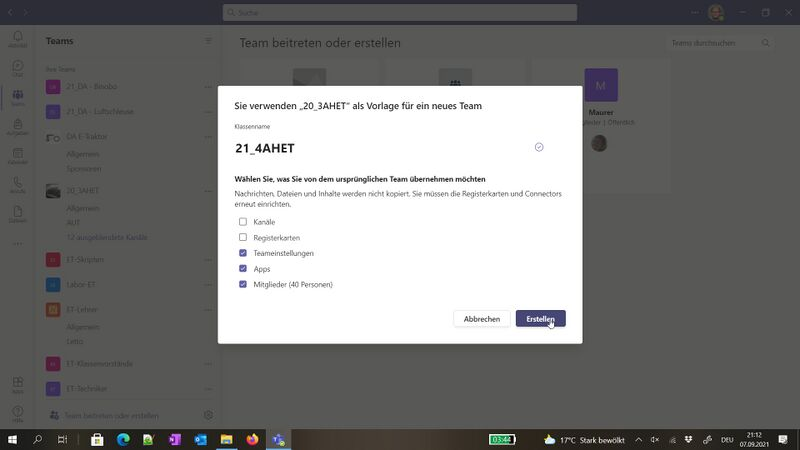 Suche
Aktivität
Chat
Teams
Aufgaben
Kalender
Anrufe
Dateien
Apps
Hilfe
Teams
Ihre Teams
21_DA - Binobo
21_DA - Luftschleuse
DA E-Traktor
Allgemein
Sponsoren
20_3AHET
Allgemein
AUT
12 ausgeblendete Kanäle
ET-Skripten
Labor-ET
ET-Lehrer
Allgemein
Letto
ET-Klassenvorstände
ET-Techniker
Team beitreten oder erstellen
Team beitreten oder erstellen
Teams durchsuchen
M
Maurer
Mitglieder | Öffentlich
Sie verwenden „20_3AHET“ als Vorlage für ein neues Team
Klassenname
21_4AHET
Wählen Sie, was Sie von dem ursprünglichen Team übernehmen möchten
Nachrichten, Dateien und Inhalte werden nicht kopiert. Sie müssen die Registerkarten und Connectors
erneut einrichten.
Kanäle
Registerkarten
Teameinstellungen
Apps
Mitglieder (40 Personen)
Abbrechen
Erstellen
03:44
17°C Stark bewölkt
DEU
21:12
07.09.2021